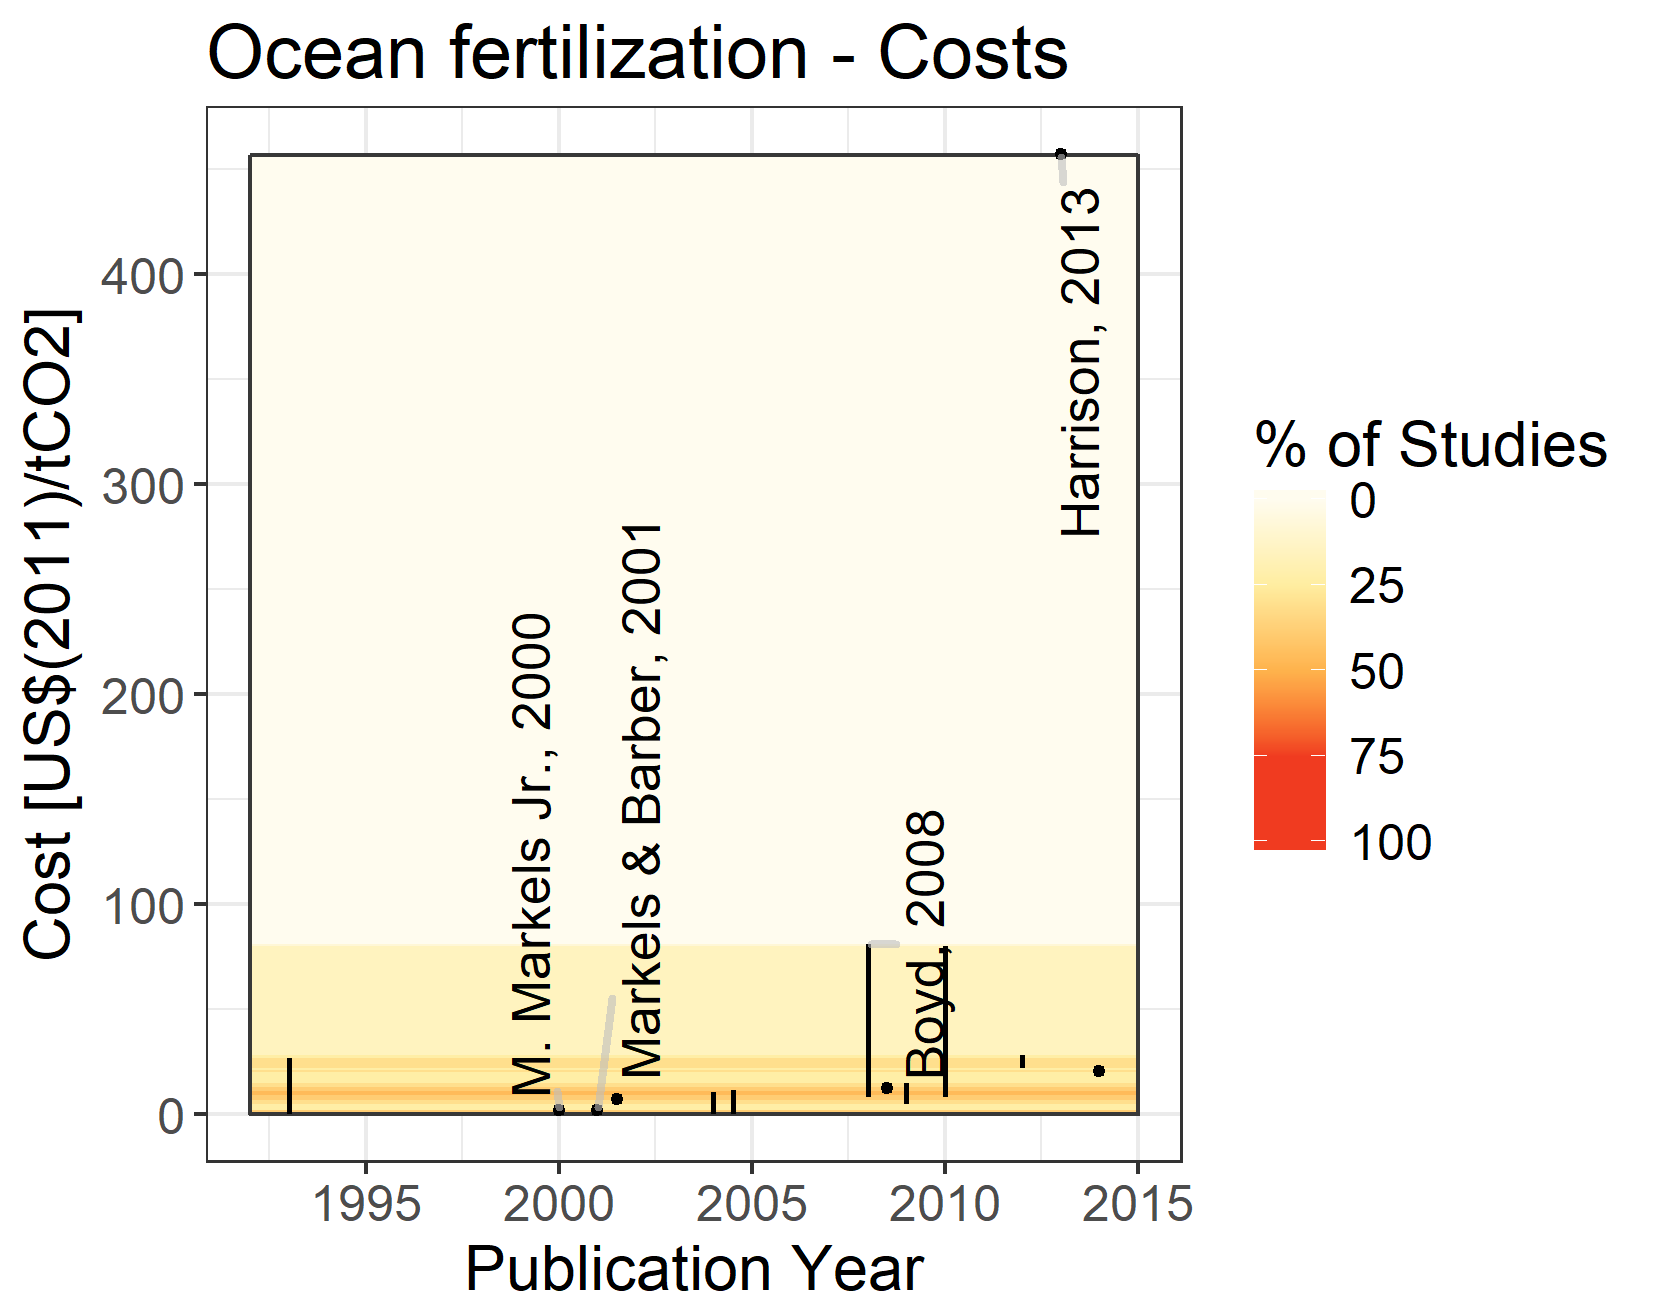 Ocean fertilization - Costs
Cost [US$(2011)/tCO2]
400
300
200
100
0
M. Markels Jr., 2000
Markels & Barber, 2001
Boyd, 2008
Harrison, 2013
1995
2000
2005
2010
2015
Publication Year
% of Studies
0
25
50
75
100